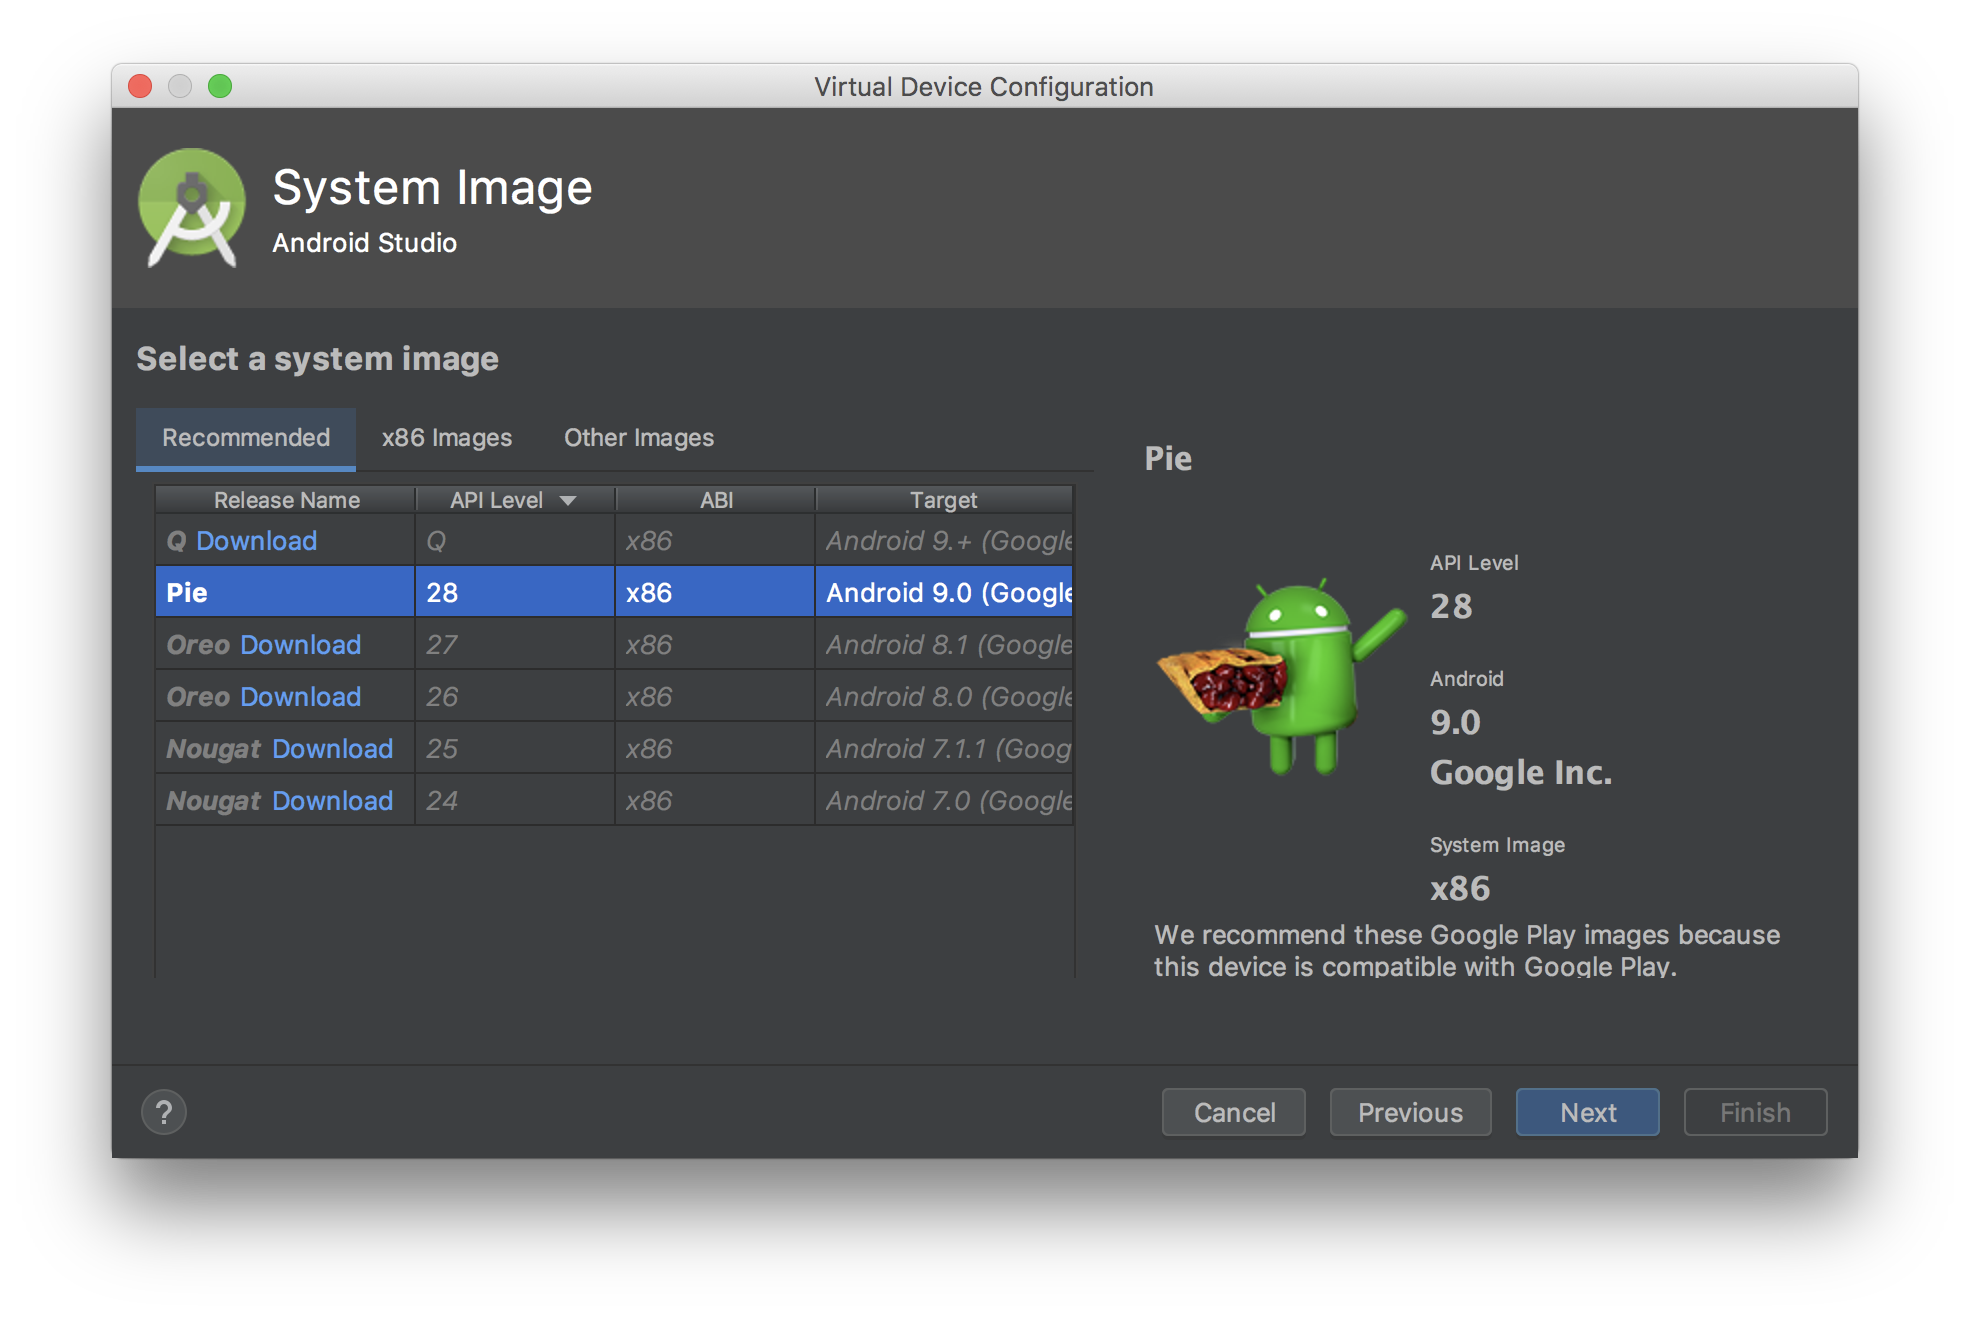 Virtual Device Configuration
System Image
Android Studio
Select a system image
Recommended x86 Images Other Images
Release Name API Level ABI Target
Q Download Q x86 Android 9.+ (Google
Pie 28 x86 Android 9.0 (Google
Oreo Download 27 x86 Android 8.1 (Google
Oreo Download 26 x86 Android 8.0 (Google
Nougat Download 25 x86 Android 7.1.1 (Goog
Nougat Download 24 x86 Android 7.0 (Google
Pie
API Level
28
Android
9.0
Google Inc.
System Image
x86
We recommend these Google Play images because
this device is compatible with Google Play.
? Cancel Previous Next Finish